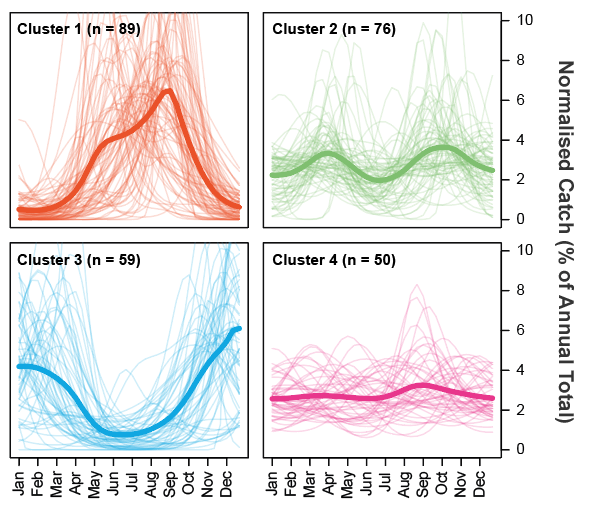 Cluster 1 (n = 89)
Cluster 2 (n = 76)
10
8
6
4
2
0
Cluster 3 (n = 59)
Cluster 4 (n = 50)
10
8
6
4
2
0
Normalised Catch (% of Annual Total)
Jan Feb Mar Apr May Jun Jul Aug Sep Oct Nov Dec
Jan Feb Mar Apr May Jun Jul Aug Sep Oct Nov Dec